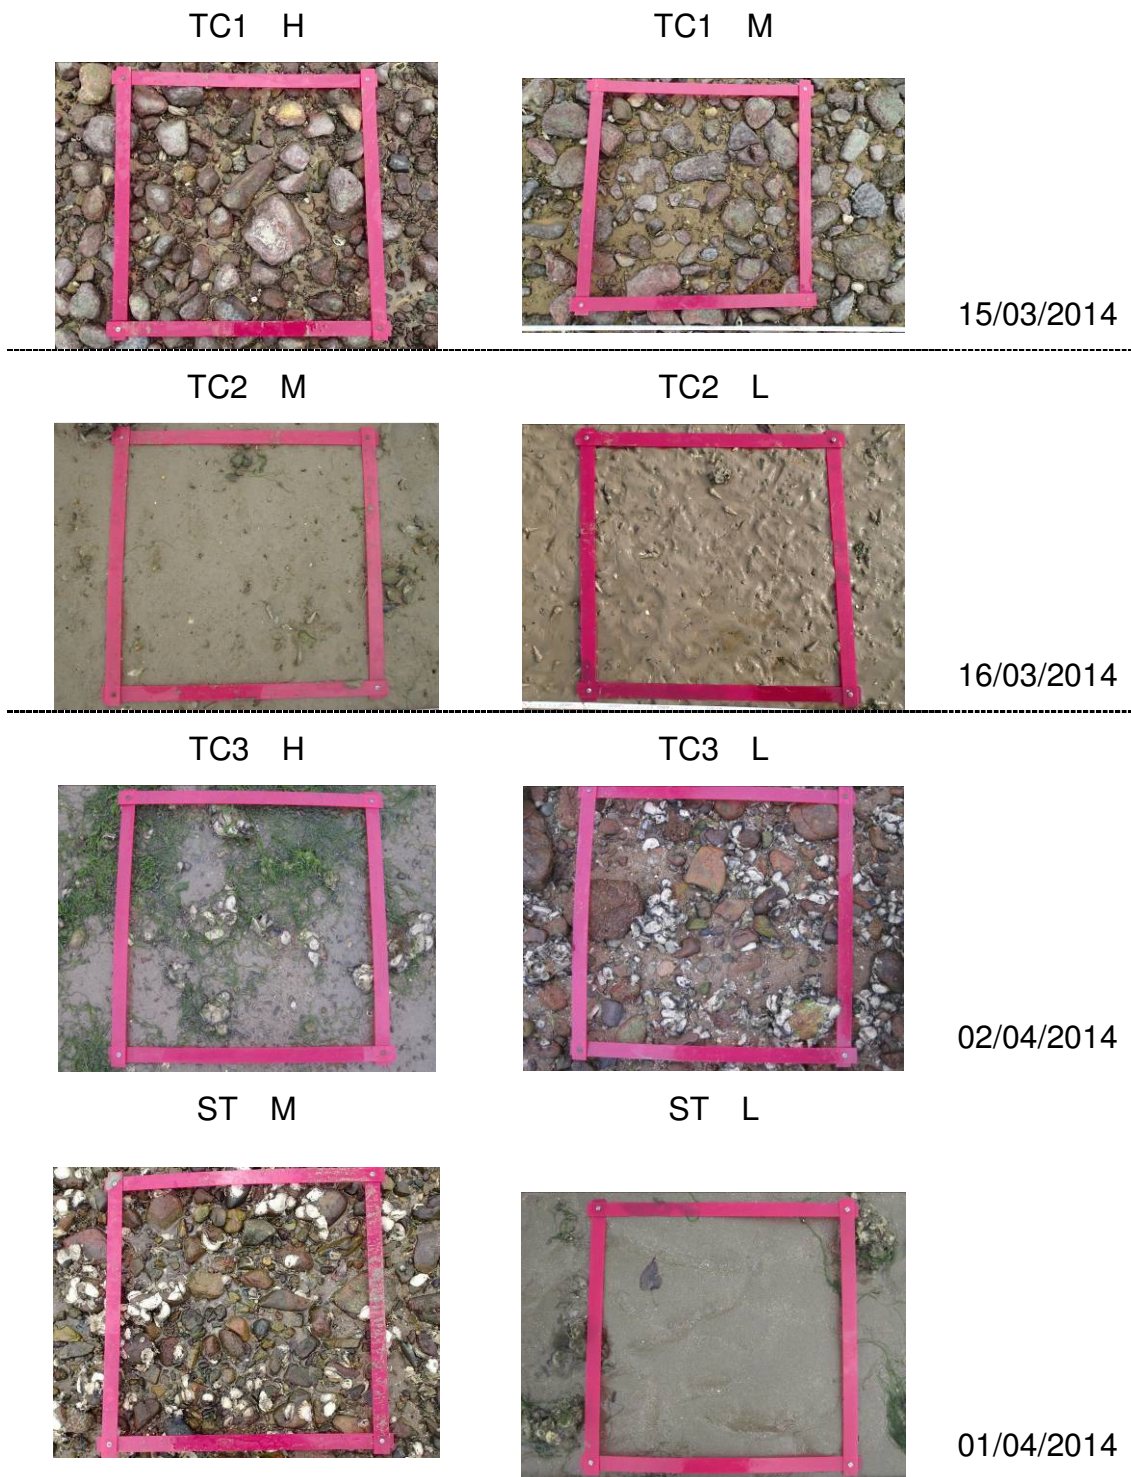 TC1 H
TC1 M
15/03/2014
TC2 M
TC2 L
16/03/2014
TC3 H
TC3 L
02/04/2014
ST M
ST L
01/04/2014